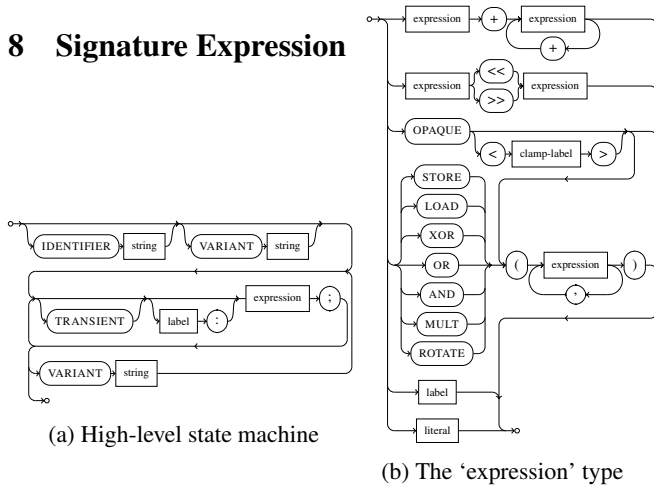 8 Signature Expression
IDENTIFIER string VARIANT string
TRANSIENT label : expression ;
VARIANT string
(a) High-level state machine
expression + expression
+
expression << expression
>>
OPAQUE
< clamp-label >
STORE
LOAD
XOR
OR ( expression )
,
AND
MULT
ROTATE
label
literal
(b) The ‘expression’ type